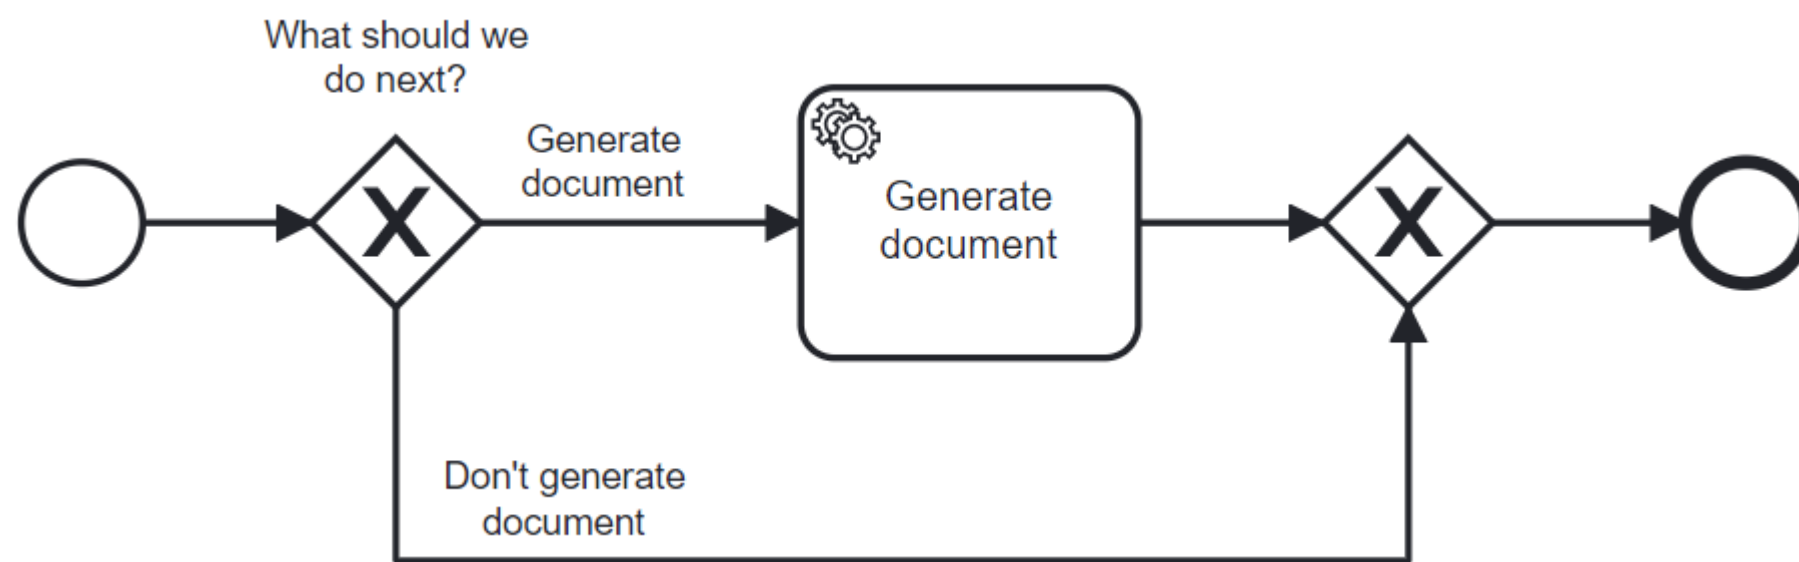 What should we
do next?
Generate
document
Generate
document
Don't generate
document